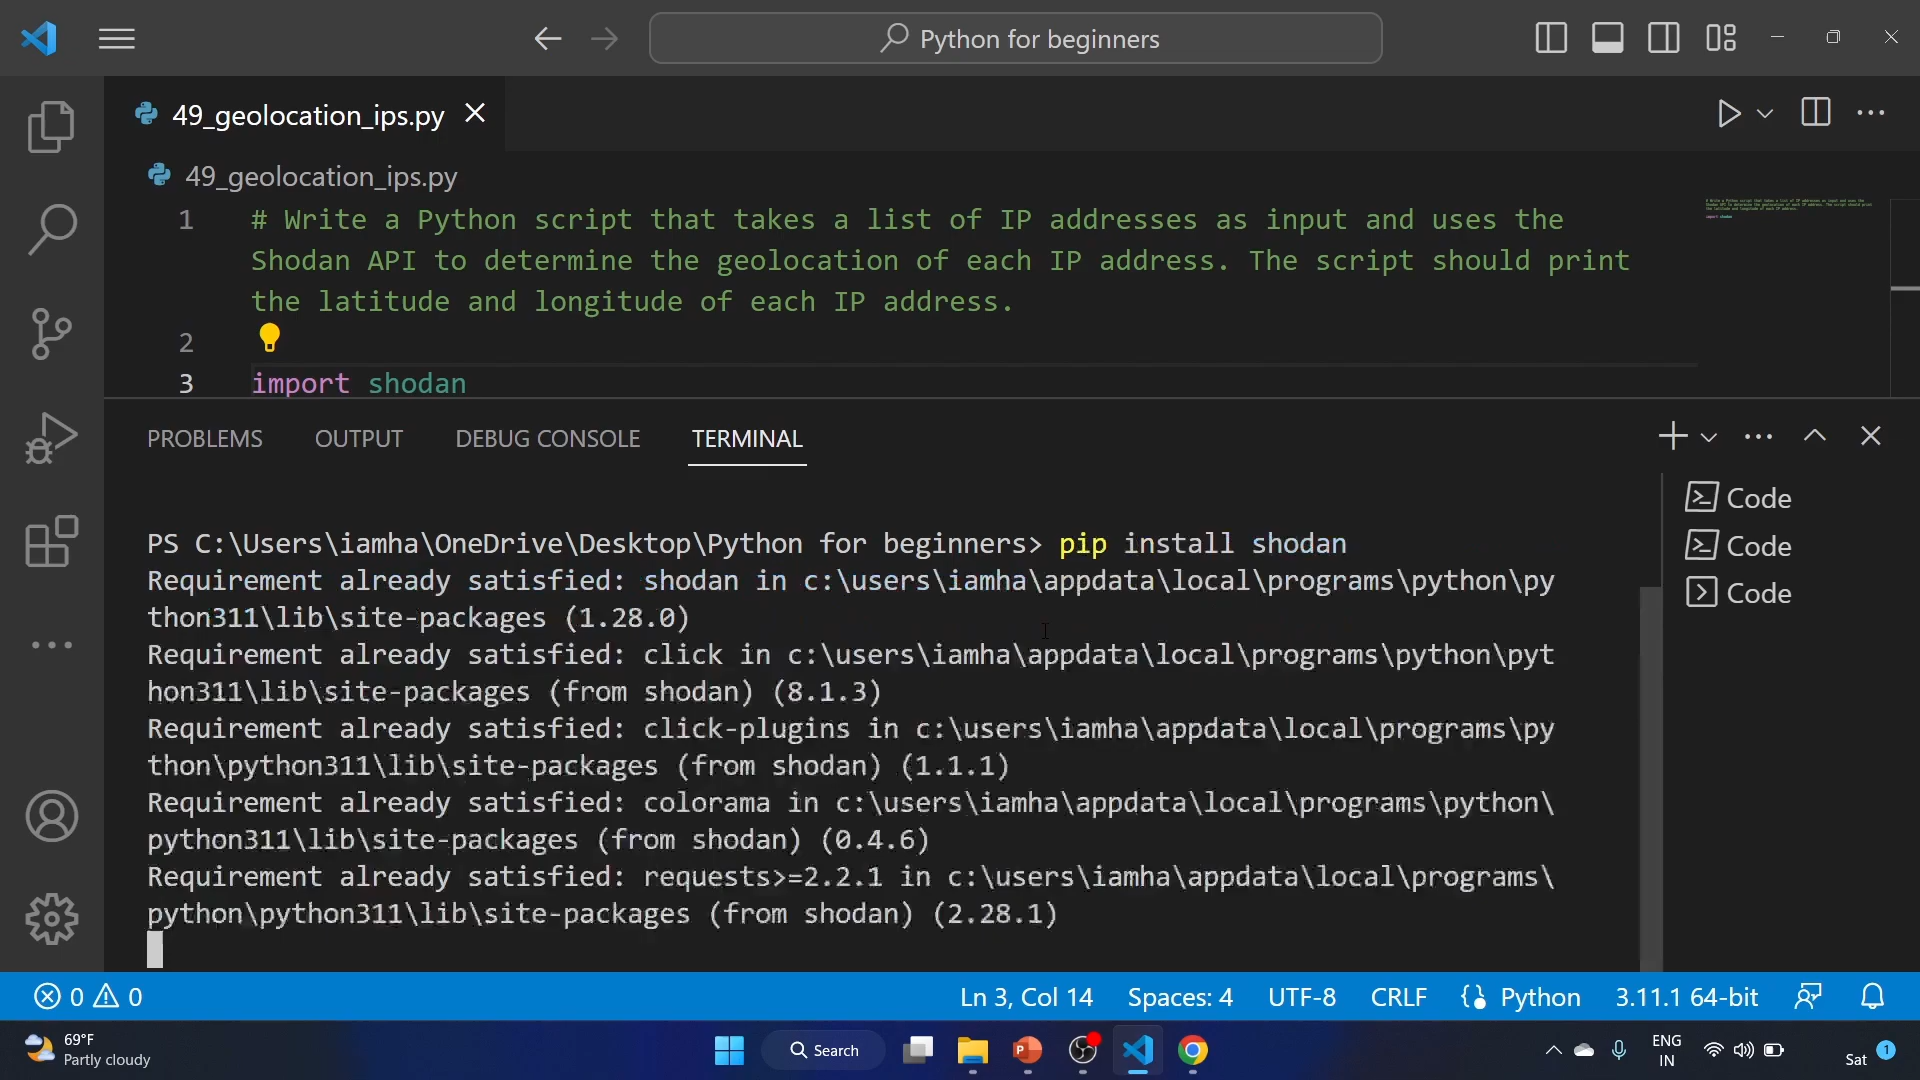 Python for beginners
49_geolocation_ips.py
49_geolocation_ips.py
1 # Write a Python script that takes a list of IP addresses as input and uses the
Shodan API to determine the geolocation of each IP address. The script should print
the latitude and longitude of each IP address.
2
3 import shodan
PROBLEMS OUTPUT DEBUG CONSOLE TERMINAL
Code
Code
Code
PS C:\Users\iamha\OneDrive\Desktop\Python for beginners> pip install shodan
Requirement already satisfied: shodan in c:\users\iamha\appdata\local\programs\python\py
thon311\lib\site-packages (1.28.0)
Requirement already satisfied: click in c:\users\iamha\appdata\local\programs\python\pyt
hon311\lib\site-packages (from shodan) (8.1.3)
Requirement already satisfied: click-plugins in c:\users\iamha\appdata\local\programs\py
thon\python311\lib\site-packages (from shodan) (1.1.1)
Requirement already satisfied: colorama in c:\users\iamha\appdata\local\programs\python\
python311\lib\site-packages (from shodan) (0.4.6)
Requirement already satisfied: requests>=2.2.1 in c:\users\iamha\appdata\local\programs\
python\python311\lib\site-packages (from shodan) (2.28.1)
0 0 Ln 3, Col 14 Spaces: 4 UTF-8 CRLF Python 3.11.1 64-bit
69°F
Partly cloudy
Search
ENG
IN
Sat 1